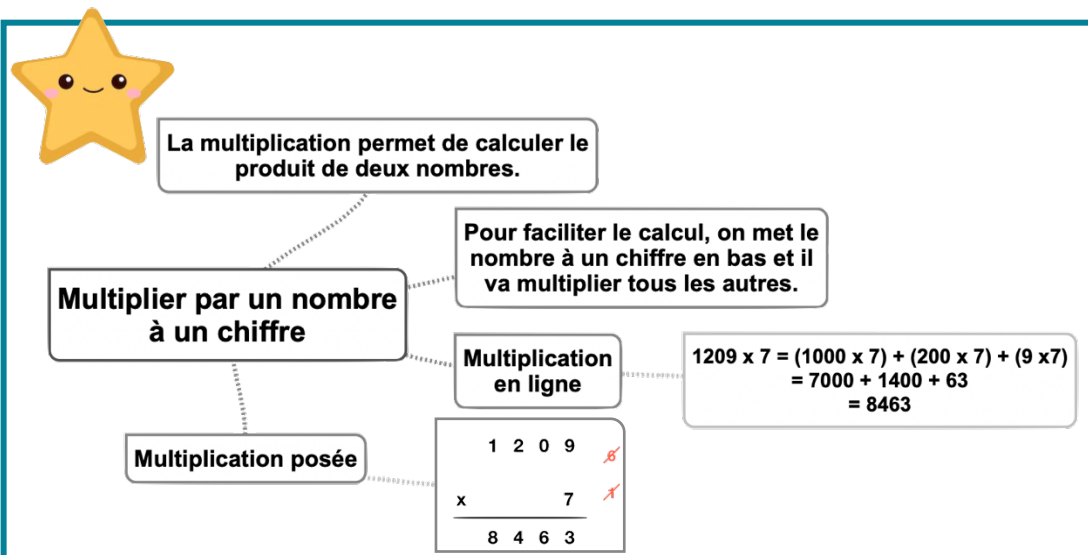 La multiplication permet de calculer le
produit de deux nombres.
Pour faciliter le calcul, on met le
nombre à un chiffre en bas et il
va multiplier tous les autres.
Multiplier par un nombre
à un chiffre
Multiplication
en ligne
1209 x 7 = (1000 x 7) + (200 x 7) + (9 x7)
= 7000 + 1400 + 63
= 8463
Multiplication posée
1 2 0 9 6
x 7 1
8 4 6 3